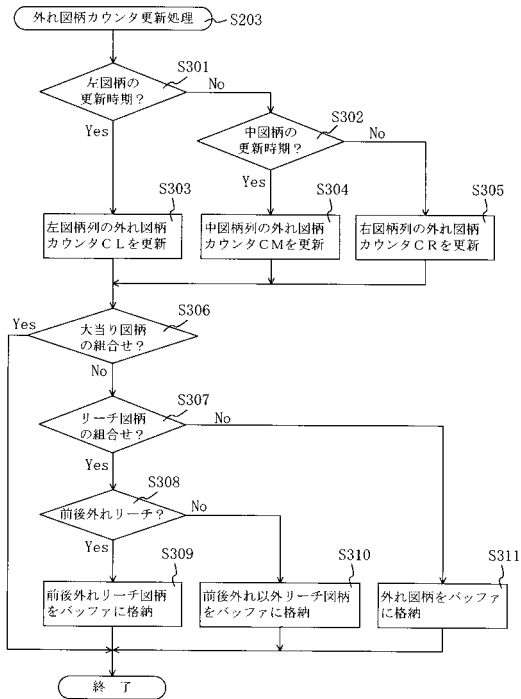 外れ図柄カウンタ更新処理
S203
左図柄の
更新時期？
S301
No
Yes
中図柄の
更新時期？
S302
No
Yes
S303
左図柄列の外れ図柄
カウンタＣＬを更新
S304
中図柄列の外れ図柄
カウンタＣＭを更新
S305
右図柄列の外れ図柄
カウンタＣＲを更新
S306
大当り図柄
の組合せ？
Yes
No
S307
リーチ図柄
の組合せ？
No
Yes
S308
前後外れリーチ？
No
Yes
S309
前後外れリーチ図柄
をバッファに格納
S310
前後外れ以外リーチ図柄
をバッファに格納
S311
外れ図柄をバッファ
に格納
終 了